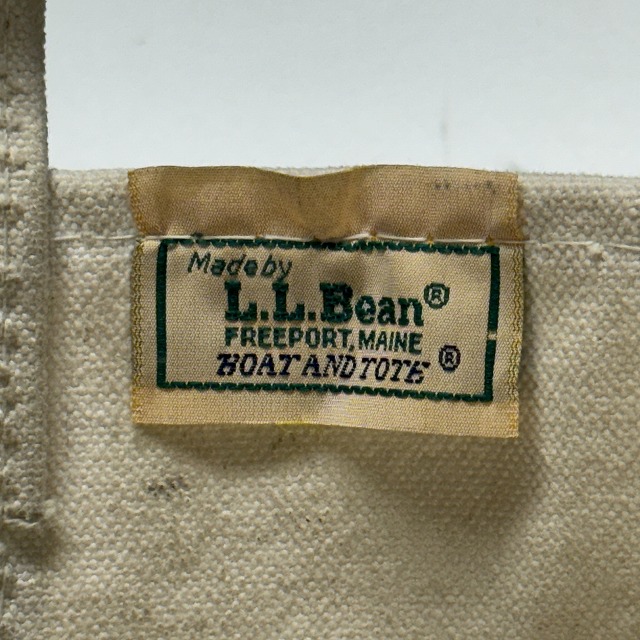 Made by
L.L.Bean®
FREEPORT, MAINE
BOAT AND TOTE ®